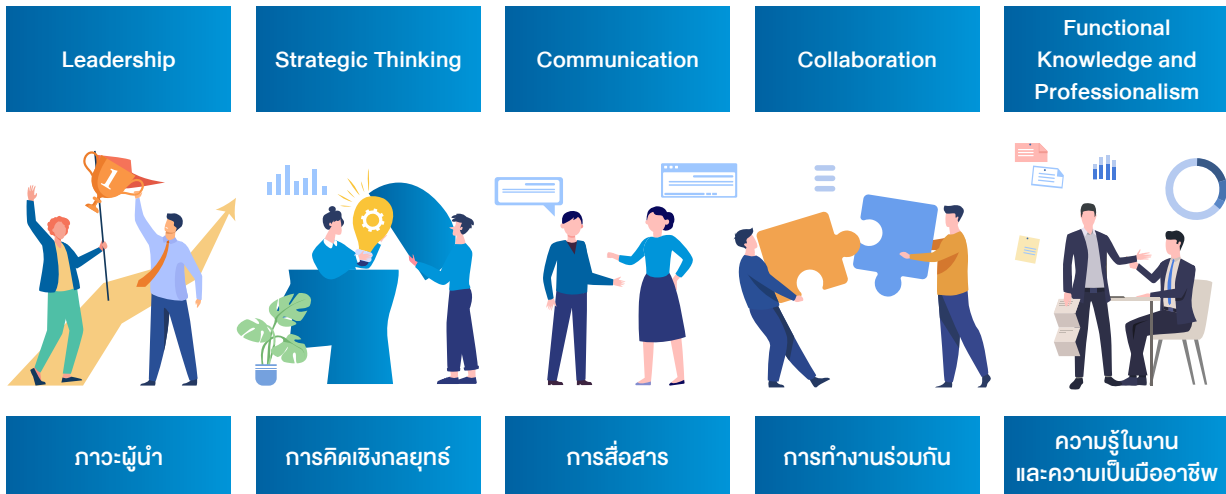 Leadership
Strategic Thinking
Communication
Collaboration
Functional
Knowledge and
Professionalism
1
ภาวะผู้นำ
การคิดเชิงกลยุทธ์
การสื่อสาร
การทำงานร่วมกัน
ความรู้ในงาน
และความเป็นมืออาชีพ